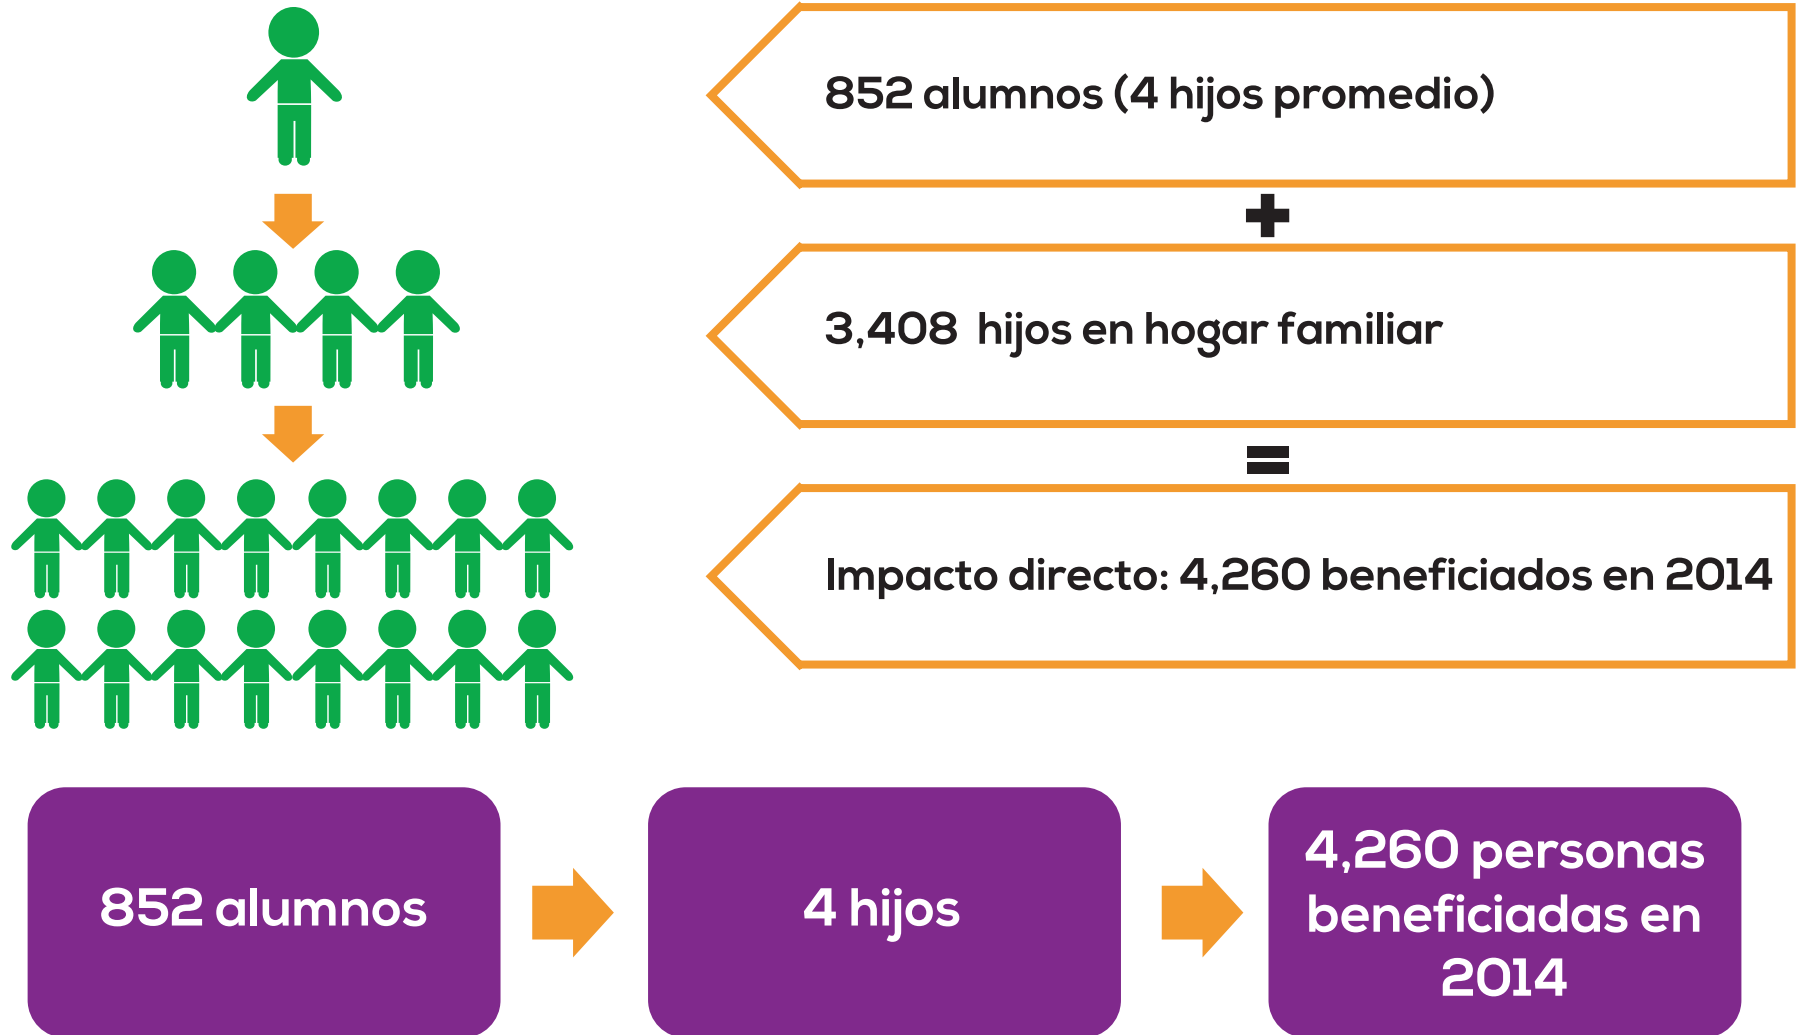 852 alumnos (4 hijos promedio)
+
3,408 hijos en hogar familiar
=
Impacto directo: 4,260 beneficiados en 2014
852 alumnos
4 hijos
4,260 personas
beneficiadas en
2014